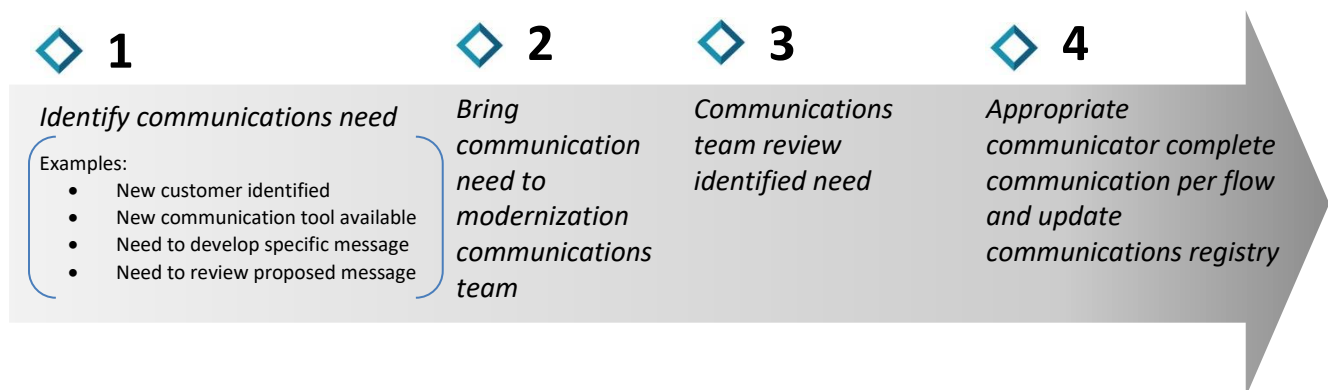 1
Identify communications need
Examples:
• New customer identified
• New communication tool available
• Need to develop specific message
• Need to review proposed message
2
Bring
communication
need to
modernization
communications
team
3
Communications
team review
identified need
4
Appropriate
communicator complete
communication per flow
and update
communications registry